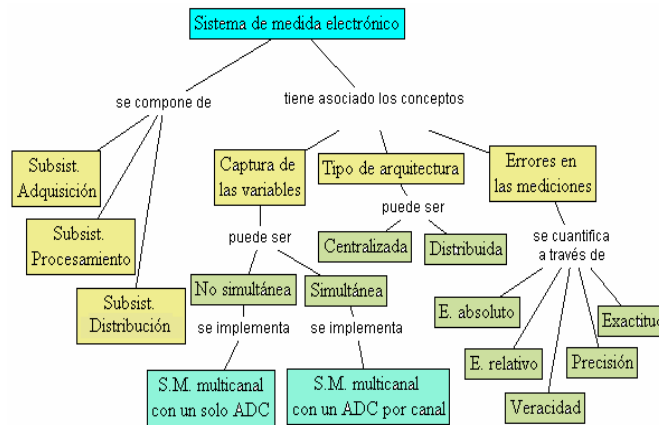 Sistema de medida electrónico
se compone de
tiene asociado los conceptos
Subsist.
Adquisición
Subsist.
Procesamiento
Subsist.
Distribución
Captura de
las variables
Tipo de arquitectura
Errores en
las mediciones
puede ser
puede ser
se cuantifica
a través de
Centralizada
Distribuida
No simultánea
Simultánea
se implementa
se implementa
S.M. multicanal
con un solo ADC
S.M. multicanal
con un ADC por canal
E. absoluto
E. relativo
Veracidad
Precisión
Exactitud